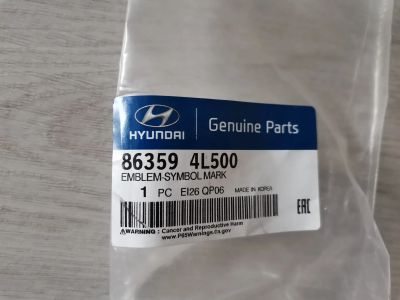 HYUNDAI
Genuine Parts
86359 4L500
EMBLEM-SYMBOL MARK
1 PC EI26 QP06 MADE IN KOREA
EAC
WARNING: Cancer and Reproductive Harm
www.P65Warnings.ca.gov